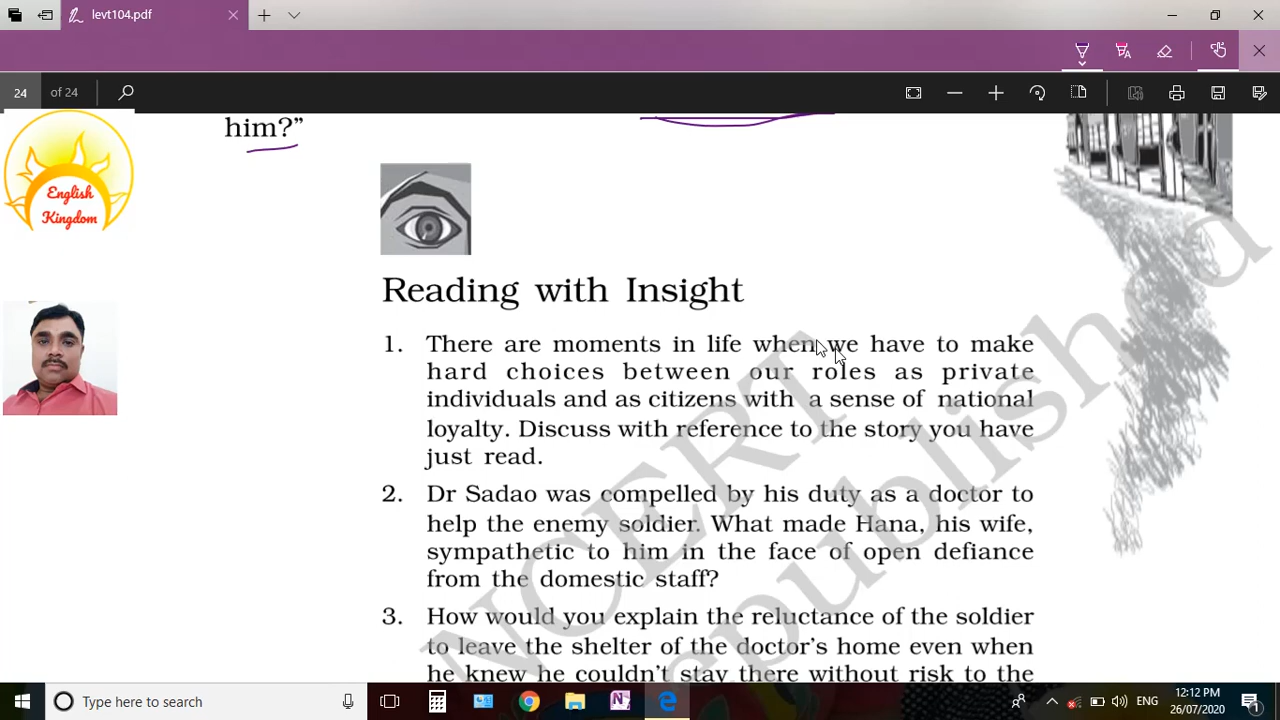 levt104.pdf
24 of 24
him?”
English
Kingdom
Reading with Insight
1. There are moments in life when we have to make
hard choices between our roles as private
individuals and as citizens with a sense of national
loyalty. Discuss with reference to the story you have
just read.
2. Dr Sadao was compelled by his duty as a doctor to
help the enemy soldier. What made Hana, his wife,
sympathetic to him in the face of open defiance
from the domestic staff?
3. How would you explain the reluctance of the soldier
to leave the shelter of the doctor’s home even when
he knew he couldn’t stay there without risk to the
NCERT
republished
Type here to search
ENG
12:12 PM
26/07/2020
1